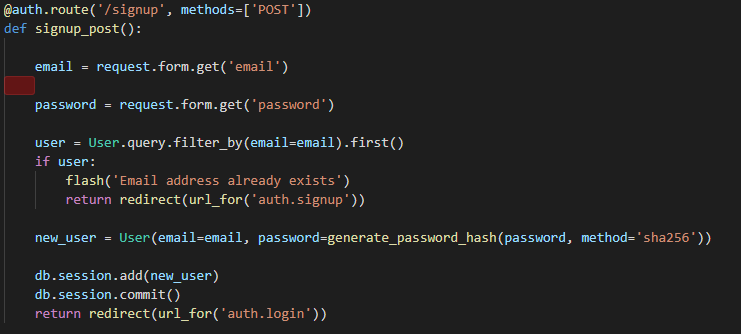 @auth.route('/signup', methods=['POST'])
def signup_post():
email = request.form.get('email')
password = request.form.get('password')
user = User.query.filter_by(email=email).first()
if user:
flash('Email address already exists')
return redirect(url_for('auth.signup'))
new_user = User(email=email, password=generate_password_hash(password, method='sha256'))
db.session.add(new_user)
db.session.commit()
return redirect(url_for('auth.login'))